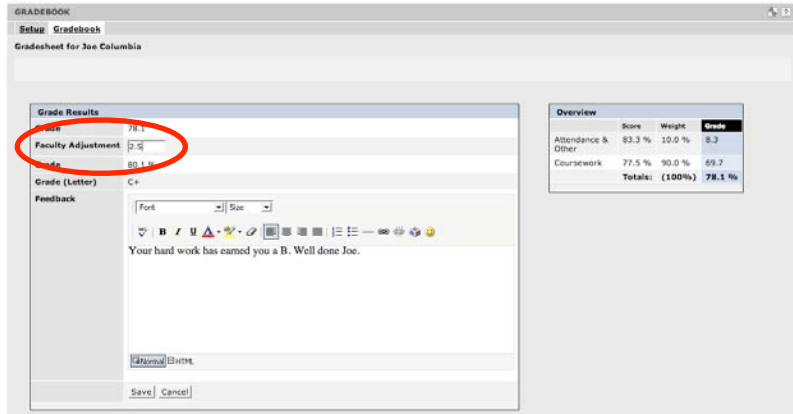 GRADEBOOK
Setup Gradebook
Gradesheet for Joe Columbia
Grade Results
Grade 78.1
Faculty Adjustment 2.5
Grade 80.1 %
Grade (Letter) C+
Feedback
Font Size
B I U A
Your hard work has earned you a B. Well done Joe.
Normal HTML
Save Cancel
Overview
Score Weight Grade
Attendance & Other 83.3 % 10.0 % 8.3
Coursework 77.5 % 90.0 % 69.7
Totals: (100%) 78.1 %